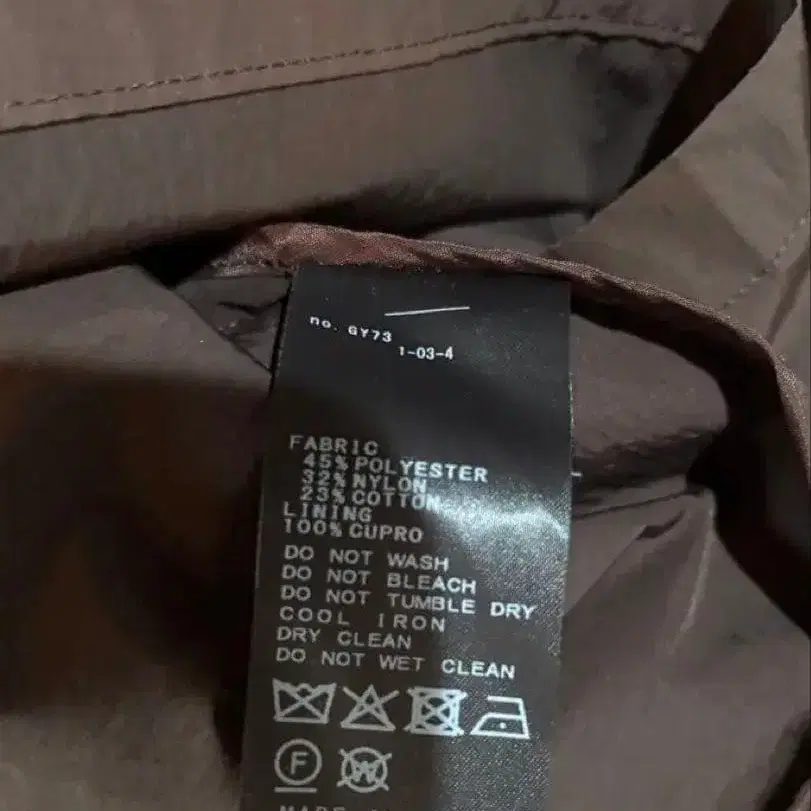 no. GY73
1-03-4
FABRIC
45% POLYESTER
32% NYLON
23% COTTON
LINING
100% CUPRO
DO NOT WASH
DO NOT BLEACH
DO NOT TUMBLE DRY
COOL IRON
DRY CLEAN
DO NOT WET CLEAN
F
W
MADE